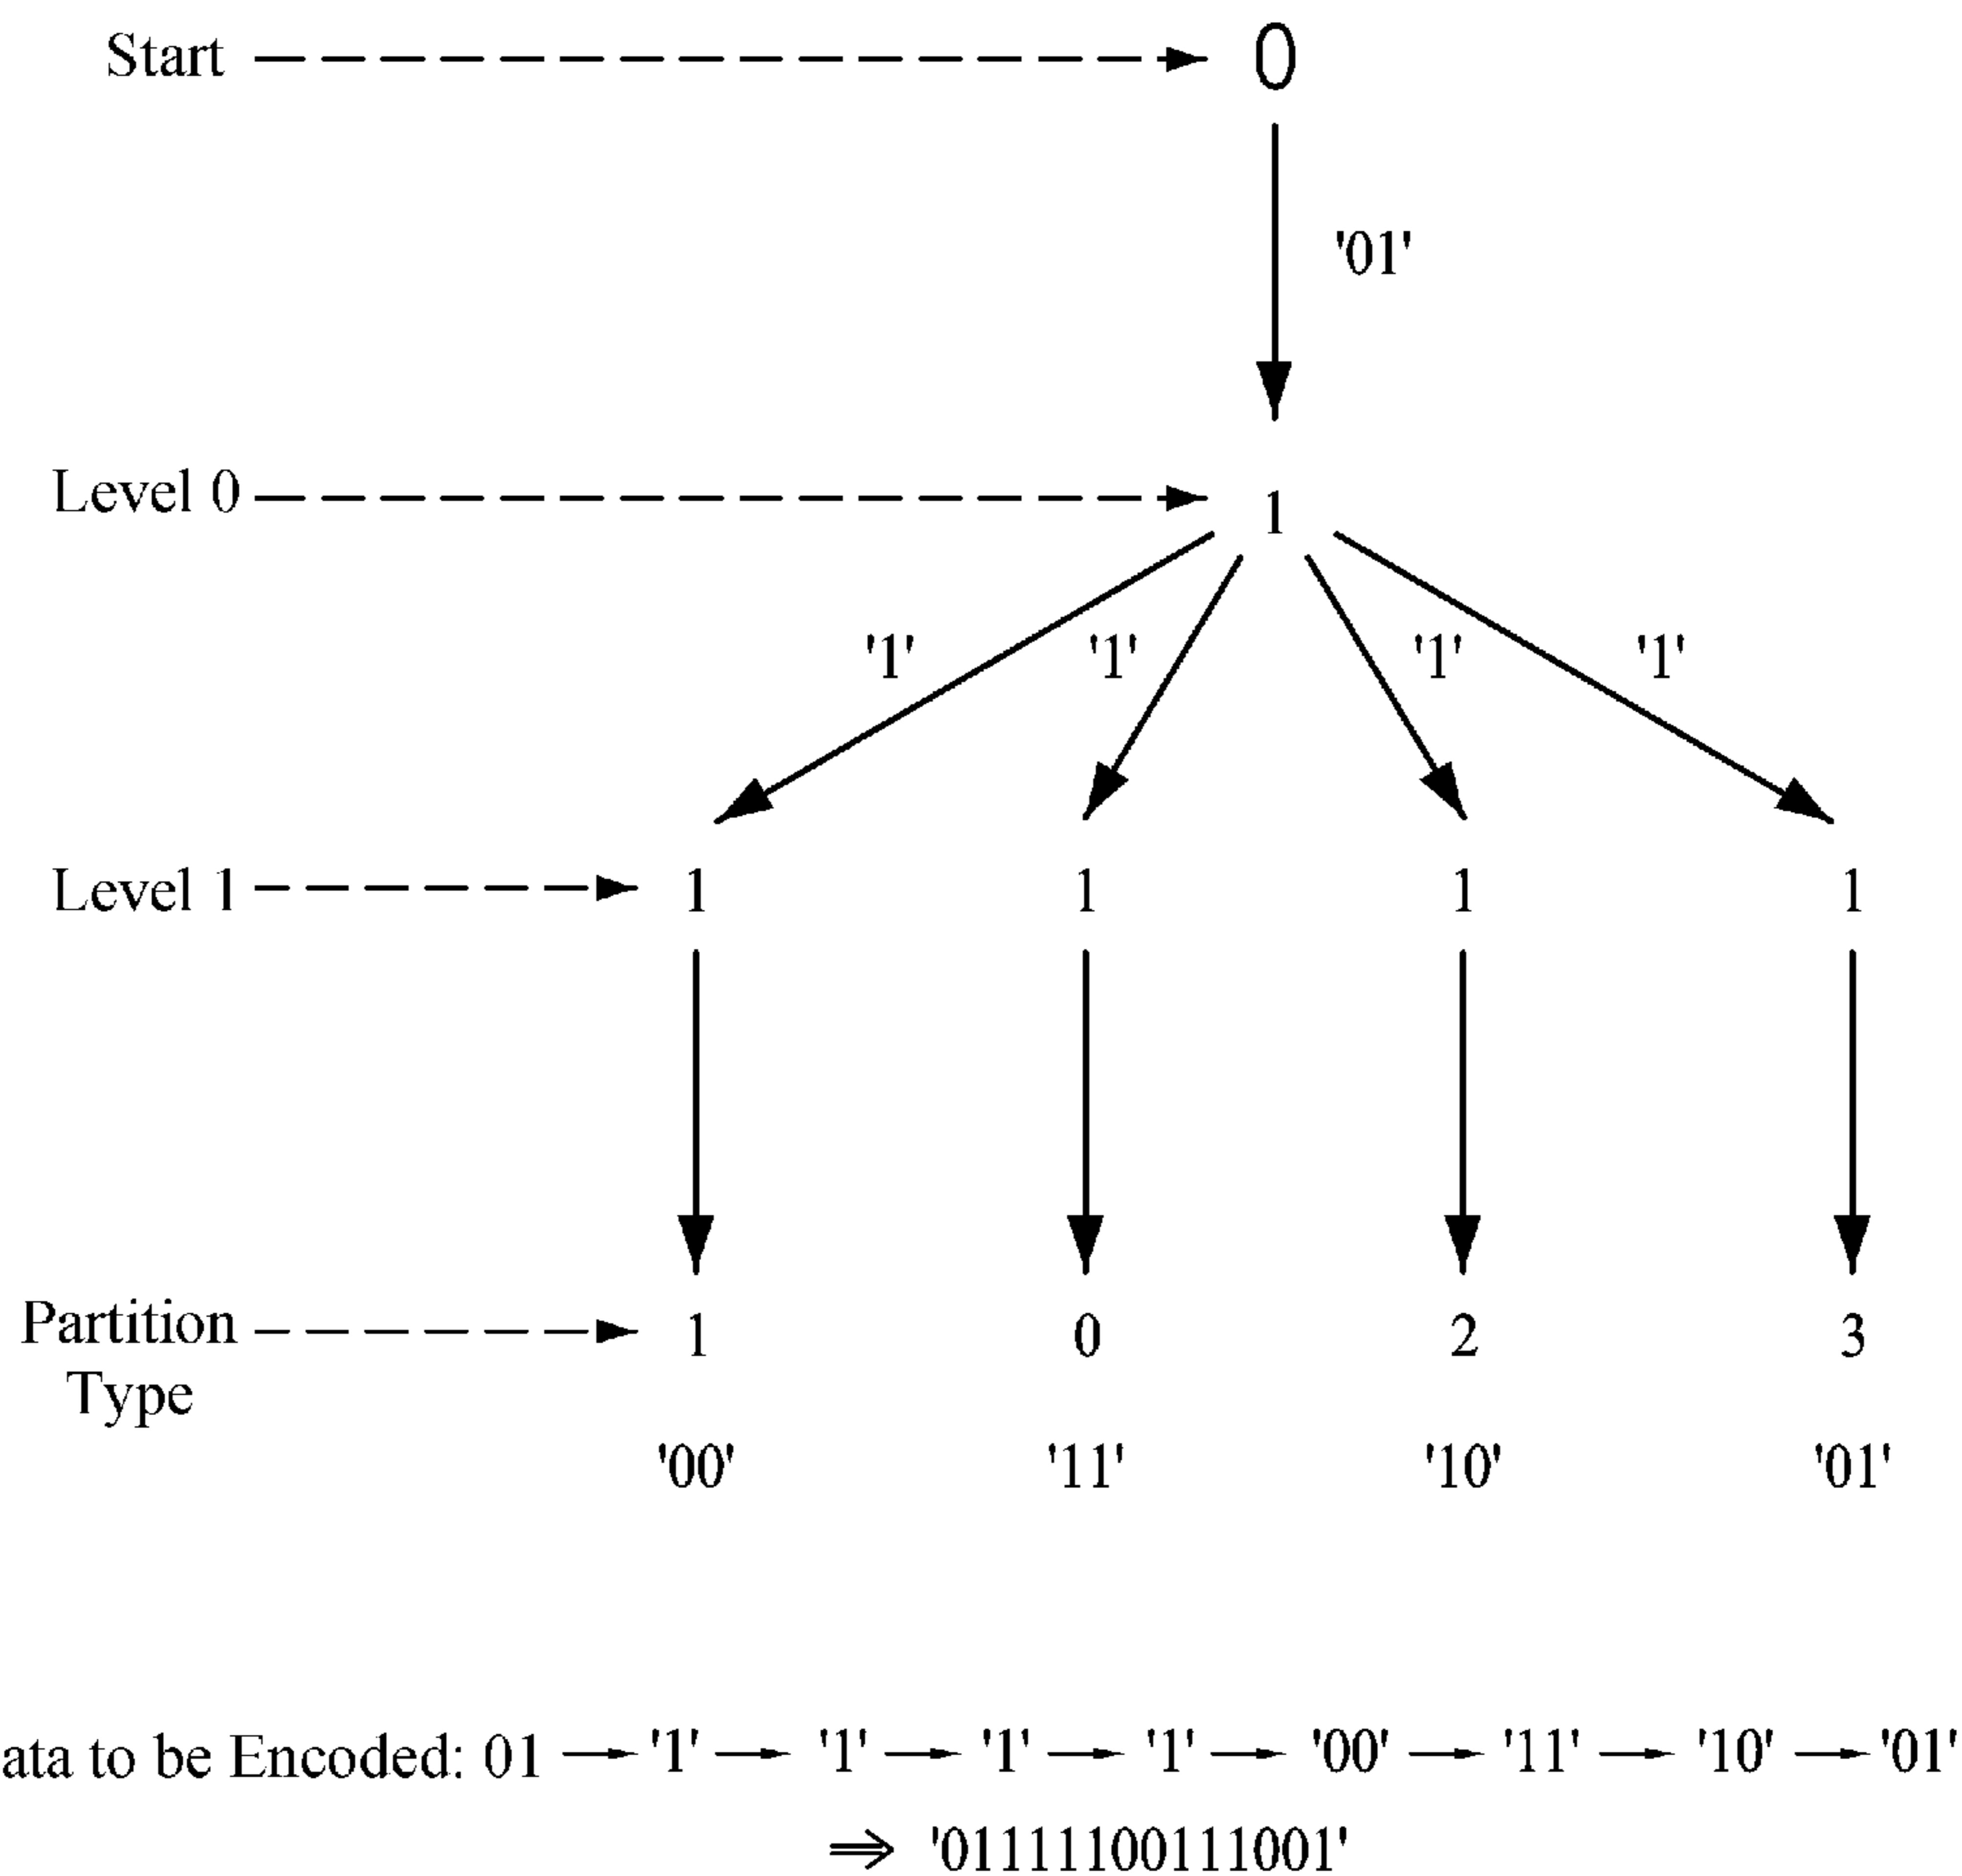 Start 0
'01'
Level 0 1
'1' '1' '1' '1'
Level 1 1 1 1 1
Partition 1 0 2 3
Type
'00' '11' '10' '01'
ata to be Encoded: 01 '1' '1' '1' '1' '00' '11' '10' '01'
⇒ '01111100111001'